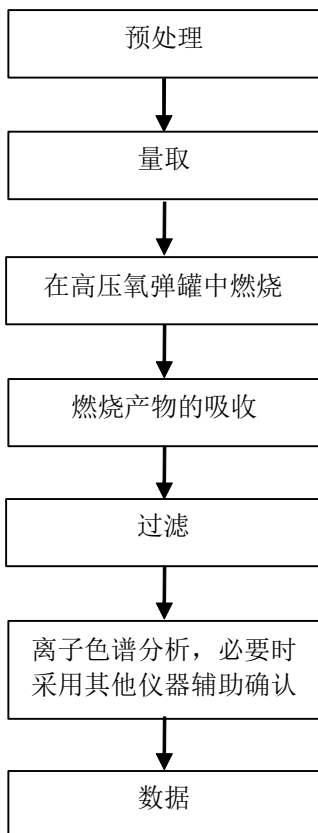 预处理
量取
在高压氧弹罐中燃烧
燃烧产物的吸收
过滤
离子色谱分析，必要时
采用其他仪器辅助确认
数据